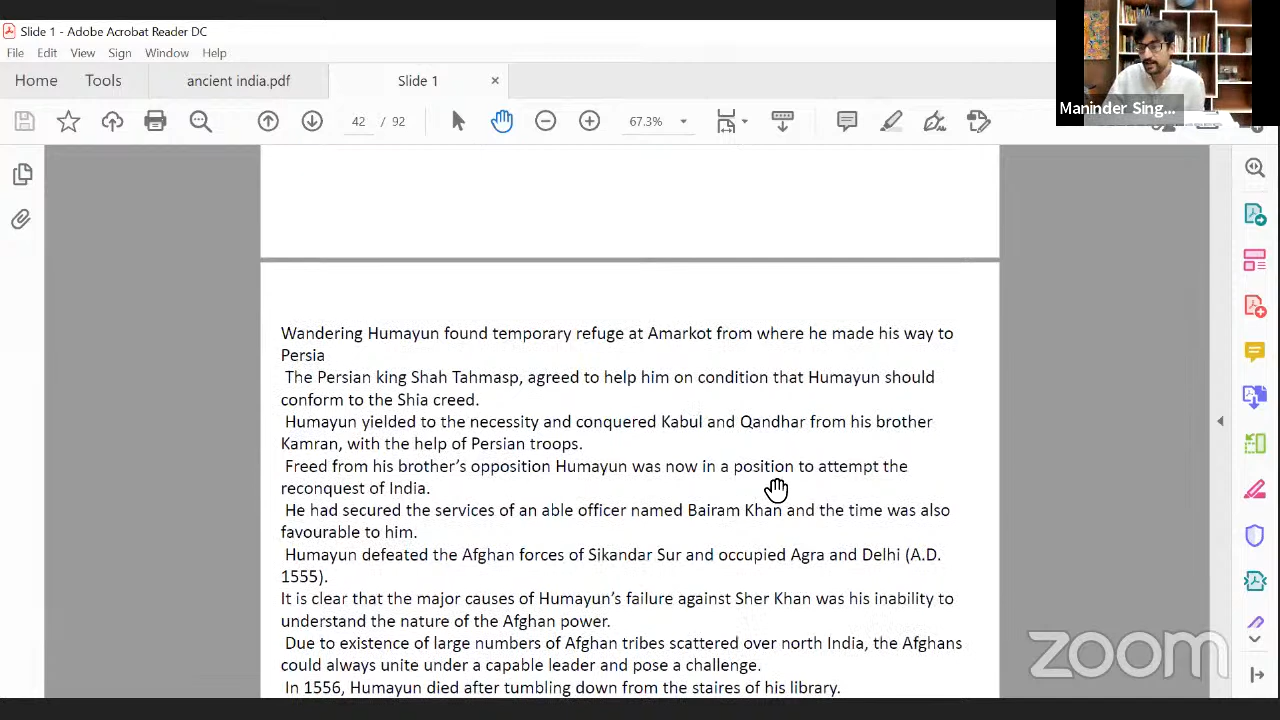 Slide 1 - Adobe Acrobat Reader DC
File Edit View Sign Window Help
Home Tools ancient india.pdf Slide 1
42 / 92 67.3%
Maninder Sing...
Wandering Humayun found temporary refuge at Amarkot from where he made his way to
Persia
The Persian king Shah Tahmasp, agreed to help him on condition that Humayun should
conform to the Shia creed.
Humayun yielded to the necessity and conquered Kabul and Qandhar from his brother
Kamran, with the help of Persian troops.
Freed from his brother's opposition Humayun was now in a position to attempt the
reconquest of India.
He had secured the services of an able officer named Bairam Khan and the time was also
favourable to him.
Humayun defeated the Afghan forces of Sikandar Sur and occupied Agra and Delhi (A.D.
1555).
It is clear that the major causes of Humayun's failure against Sher Khan was his inability to
understand the nature of the Afghan power.
Due to existence of large numbers of Afghan tribes scattered over north India, the Afghans
could always unite under a capable leader and pose a challenge.
In 1556, Humayun died after tumbling down from the staires of his library.
zoom